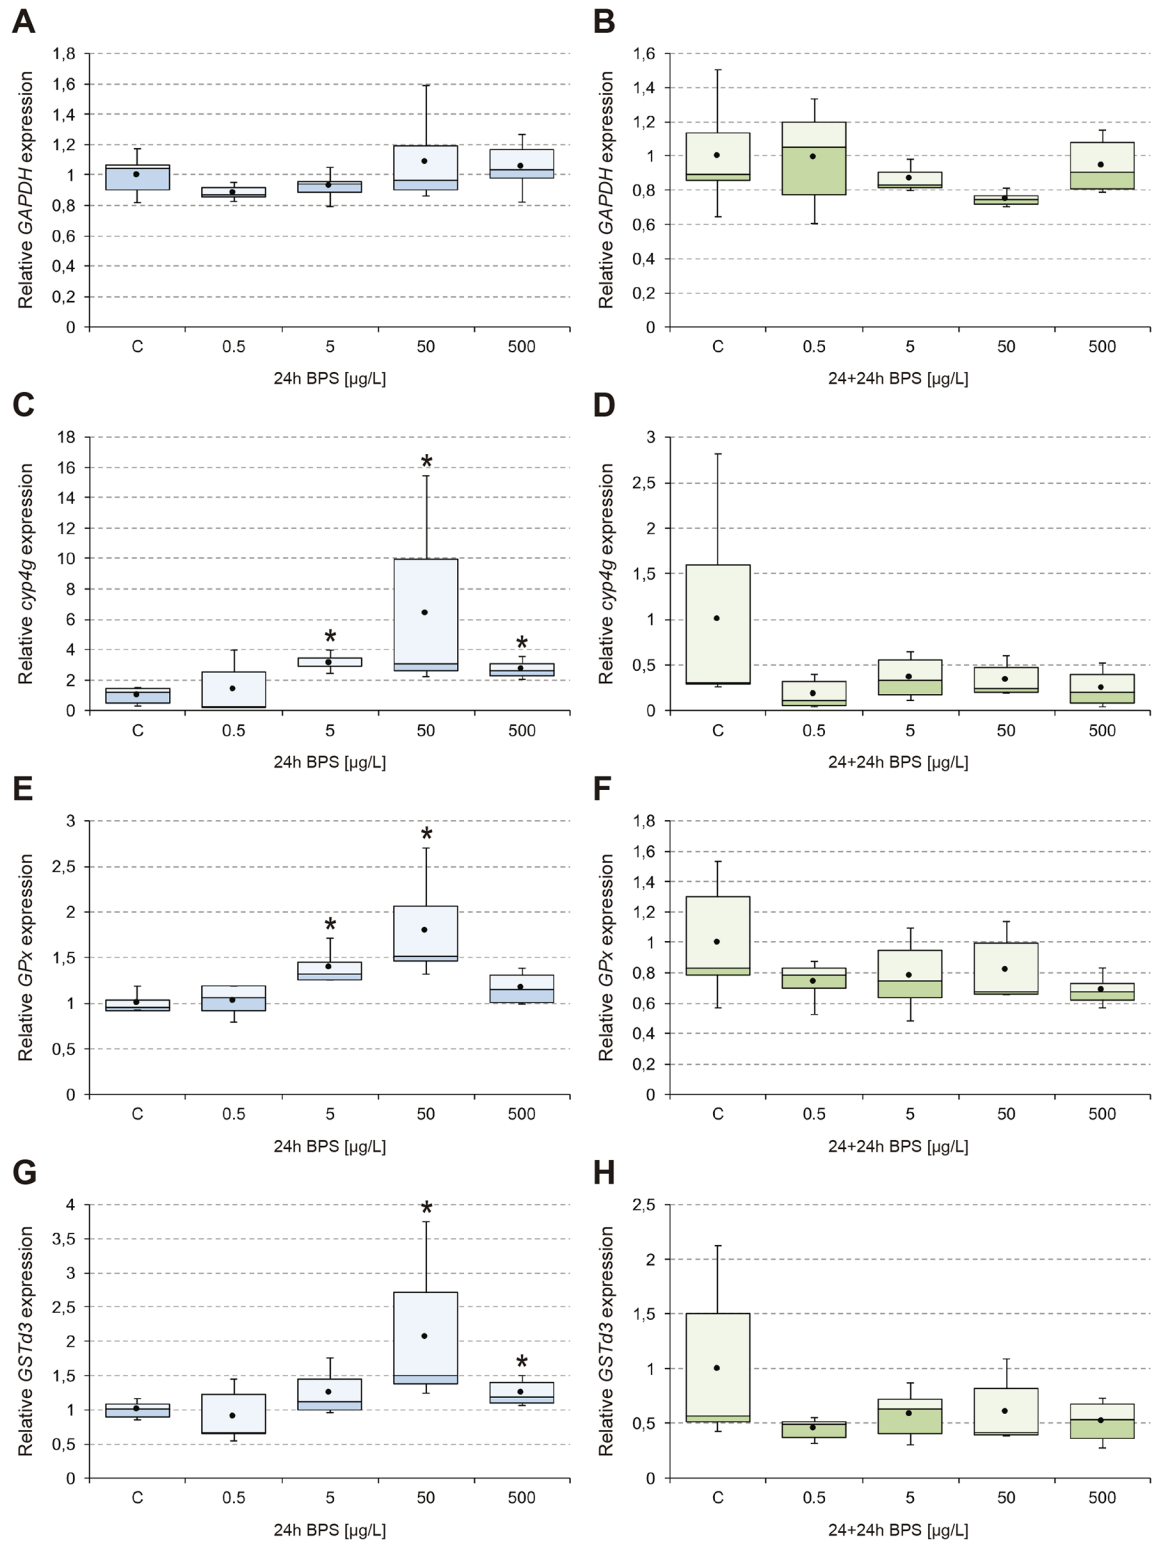 A
Relative GAPDH expression
1,8
1,6
1,4
1,2
1
0,8
0,6
0,4
0,2
0
C 0.5 5 50 500
24h BPS [µg/L]
B
Relative GAPDH expression
1,6
1,4
1,2
1
0,8
0,6
0,4
0,2
0
C 0.5 5 50 500
24+24h BPS [µg/L]
C
Relative cyp4g expression
18
16
14
12
10
8
6
4
2
0
* * *
C 0.5 5 50 500
24h BPS [µg/L]
D
Relative cyp4g expression
3
2,5
2
1,5
1
0,5
0
C 0.5 5 50 500
24+24h BPS [µg/L]
E
Relative GPx expression
3
2,5
2
1,5
1
0,5
0
* *
C 0.5 5 50 500
24h BPS [µg/L]
F
Relative GPx expression
1,8
1,6
1,4
1,2
1
0,8
0,6
0,4
0,2
0
C 0.5 5 50 500
24+24h BPS [µg/L]
G
Relative GSTd3 expression
4
3,5
3
2,5
2
1,5
1
0,5
0
* *
C 0.5 5 50 500
24h BPS [µg/L]
H
Relative GSTd3 expression
2,5
2
1,5
1
0,5
0
C 0.5 5 50 500
24+24h BPS [µg/L]